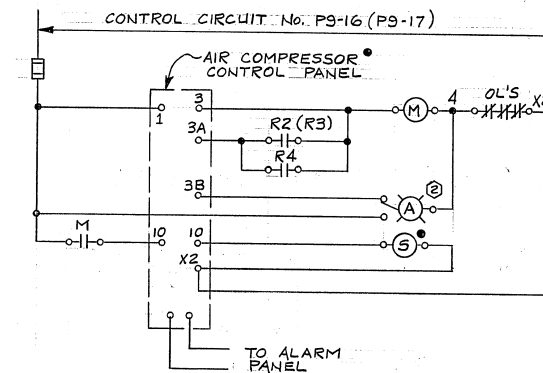 CONTROL CIRCUIT No. P9-16 (P9-17)
AIR COMPRESSOR
CONTROL PANEL
1
3
M
4
OL'S
3A
R2 (R3)
R4
3B
2
A
M
10
10
S
X2
TO ALARM
PANEL